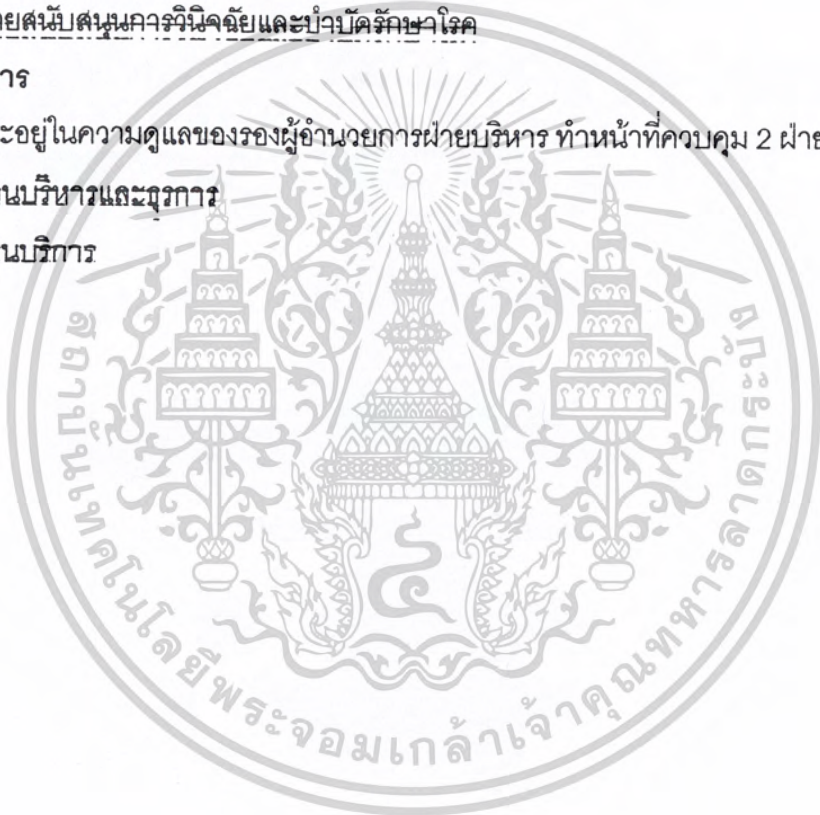 ยสนับสนุนการวินิจฉัยและบำบัดรักษาโรค
าร
ะอยู่ในความดูแลของรองผู้อำนวยการฝ่ายบริหาร ทำหน้าที่ควบคุม 2 ฝ่าย
นบริหารและธุรการ
นบริการ
สถาบันเทคโนโลยีพระจอมเกล้าเจ้าคุณทหารลาดกระบัง
๔